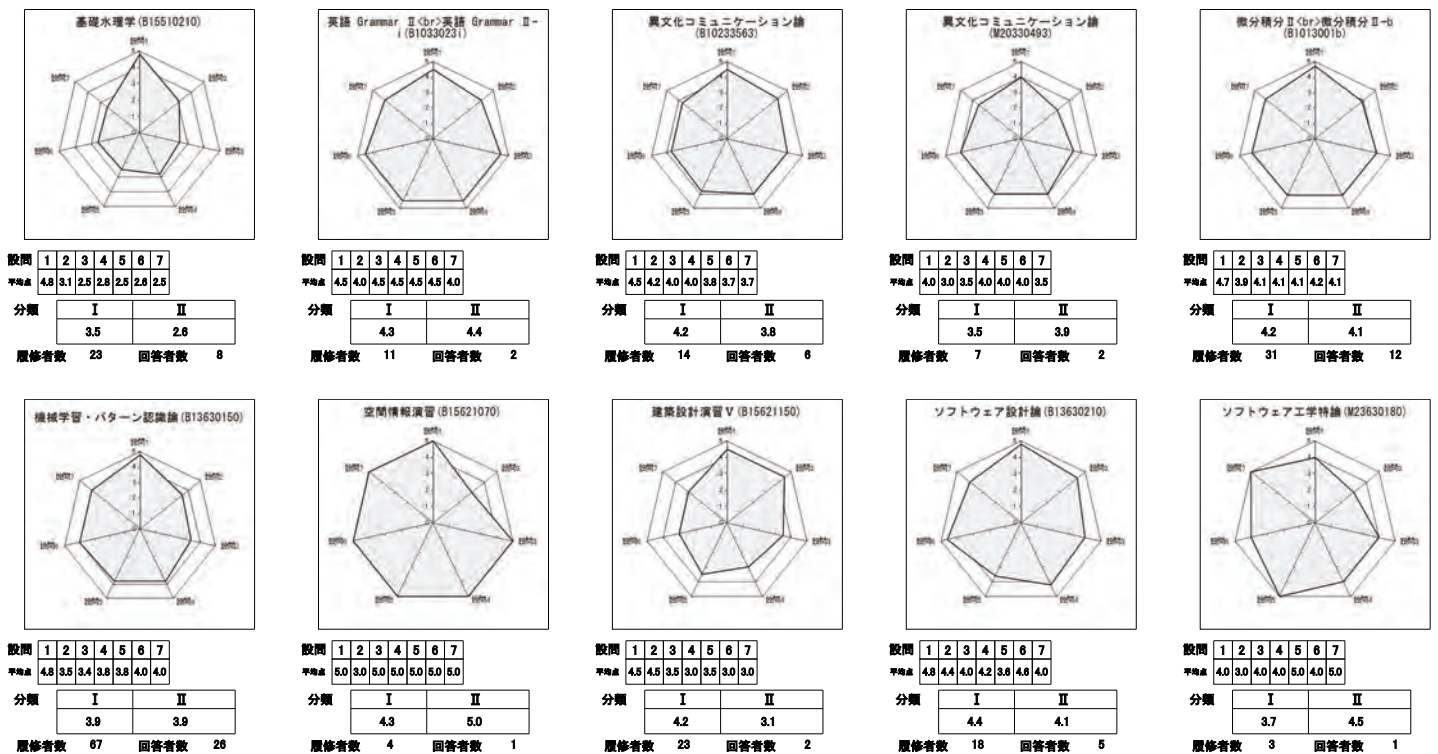 基礎水理学(B15510210)
設問 1 2 3 4 5 6 7
平均点 4.8 3.1 2.5 2.8 2.5 2.6 2.5
分類 Ⅰ Ⅱ
3.5 2.6
履修者数 23 回答者数 8
英語 Grammar Ⅱ<br>英語 Grammar Ⅱ-
i(B1033023i)
設問 1 2 3 4 5 6 7
平均点 4.5 4.0 4.5 4.5 4.5 4.5 4.0
分類 Ⅰ Ⅱ
4.3 4.4
履修者数 11 回答者数 2
異文化コミュニケーション論
(B10233563)
設問 1 2 3 4 5 6 7
平均点 4.5 4.2 4.0 4.0 3.8 3.7 3.7
分類 Ⅰ Ⅱ
4.2 3.8
履修者数 14 回答者数 6
異文化コミュニケーション論
(M20330493)
設問 1 2 3 4 5 6 7
平均点 4.0 3.0 3.5 4.0 4.0 4.0 3.5
分類 Ⅰ Ⅱ
3.5 3.9
履修者数 7 回答者数 2
微分積分Ⅱ<br>微分積分Ⅱ-b
(B1013001b)
設問 1 2 3 4 5 6 7
平均点 4.7 3.9 4.1 4.1 4.1 4.2 4.1
分類 Ⅰ Ⅱ
4.2 4.1
履修者数 31 回答者数 12
機械学習・パターン認識論(B13630150)
設問 1 2 3 4 5 6 7
平均点 4.8 3.5 3.4 3.8 3.8 4.0 4.0
分類 Ⅰ Ⅱ
3.9 3.9
履修者数 67 回答者数 26
空間情報演習(B15621070)
設問 1 2 3 4 5 6 7
平均点 5.0 3.0 5.0 5.0 5.0 5.0 5.0
分類 Ⅰ Ⅱ
4.3 5.0
履修者数 4 回答者数 1
建築設計演習Ⅴ(B15621150)
設問 1 2 3 4 5 6 7
平均点 4.5 4.5 3.5 3.0 3.5 3.0 3.0
分類 Ⅰ Ⅱ
4.2 3.1
履修者数 23 回答者数 2
ソフトウェア設計論(B13630210)
設問 1 2 3 4 5 6 7
平均点 4.8 4.4 4.0 4.2 3.6 4.6 4.0
分類 Ⅰ Ⅱ
4.4 4.1
履修者数 18 回答者数 5
ソフトウェア工学特論(M23630180)
設問 1 2 3 4 5 6 7
平均点 4.0 3.0 4.0 4.0 5.0 4.0 5.0
分類 Ⅰ Ⅱ
3.7 4.5
履修者数 3 回答者数 1